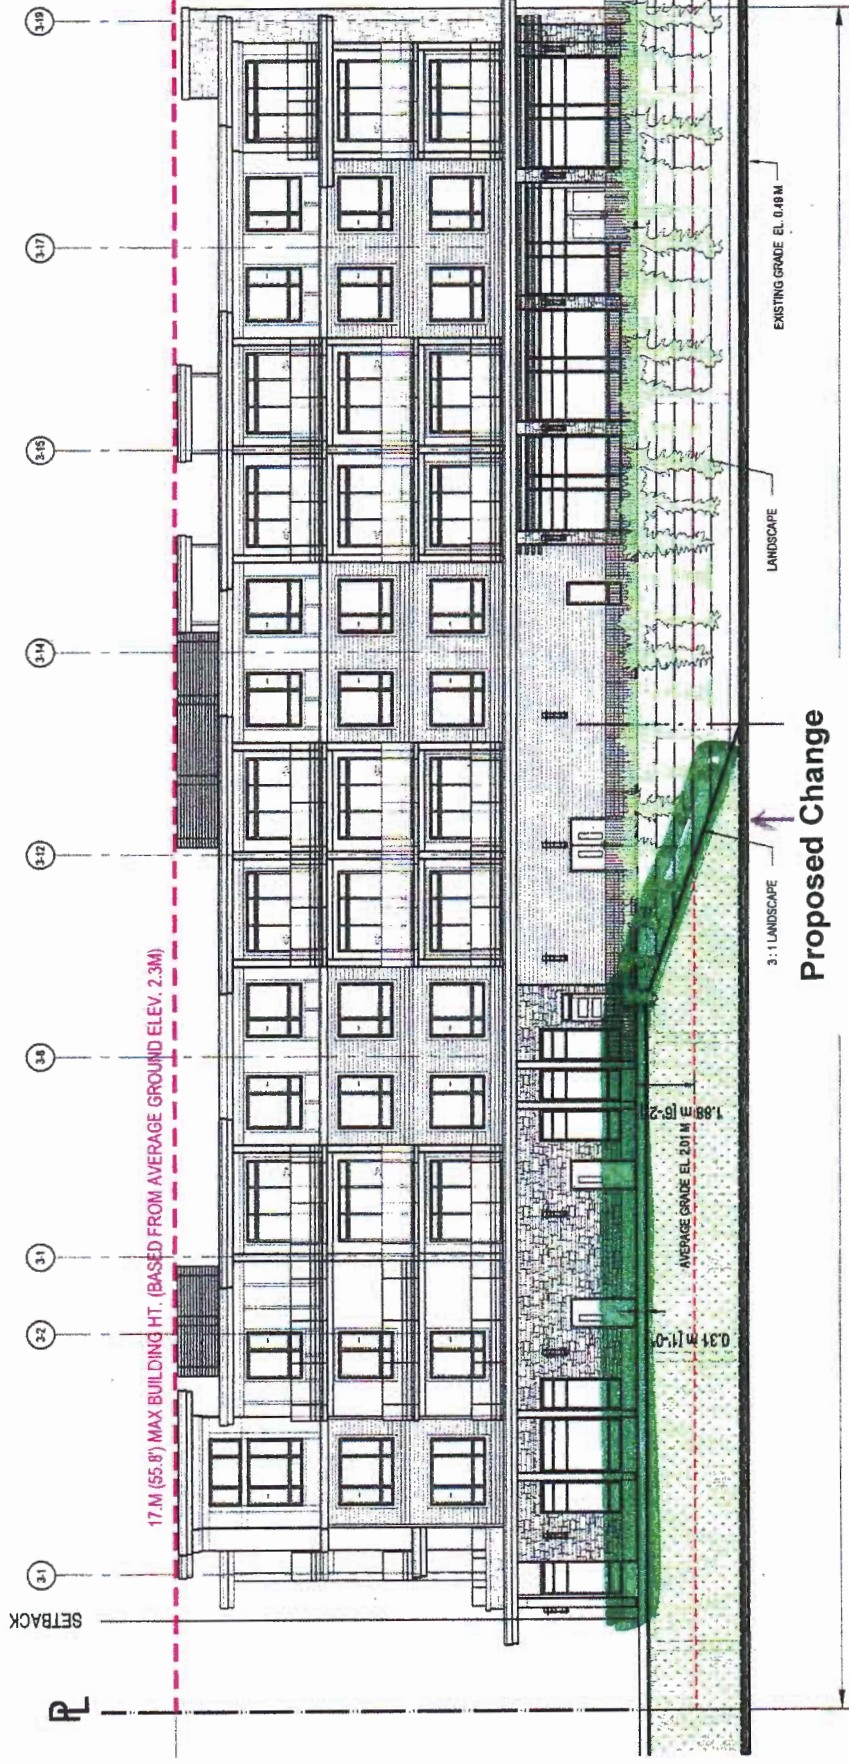 PL
SETBACK
3-1
3-2
3-1
3-8
3-12
3-14
3-15
3-17
3-19
17.M (55.8') MAX BUILDING HT. (BASED FROM AVERAGE GROUND ELEV. 2.3M)
0.31 m [1'-0"
1.88 m [6'-2"
AVERAGE GRADE EL 2.01 M
3 : 1 LANDSCAPE
LANDSCAPE
EXISTING GRADE EL. 0.49 M
Proposed Change